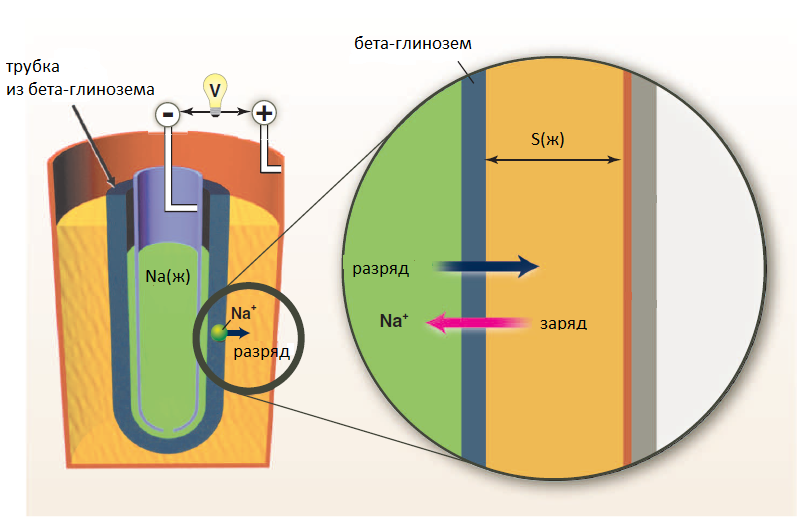 трубка
из бета-глинозема
-
V
+
Na(ж)
Na⁺
разряд
бета-глинозем
S(ж)
разряд
Na⁺
заряд